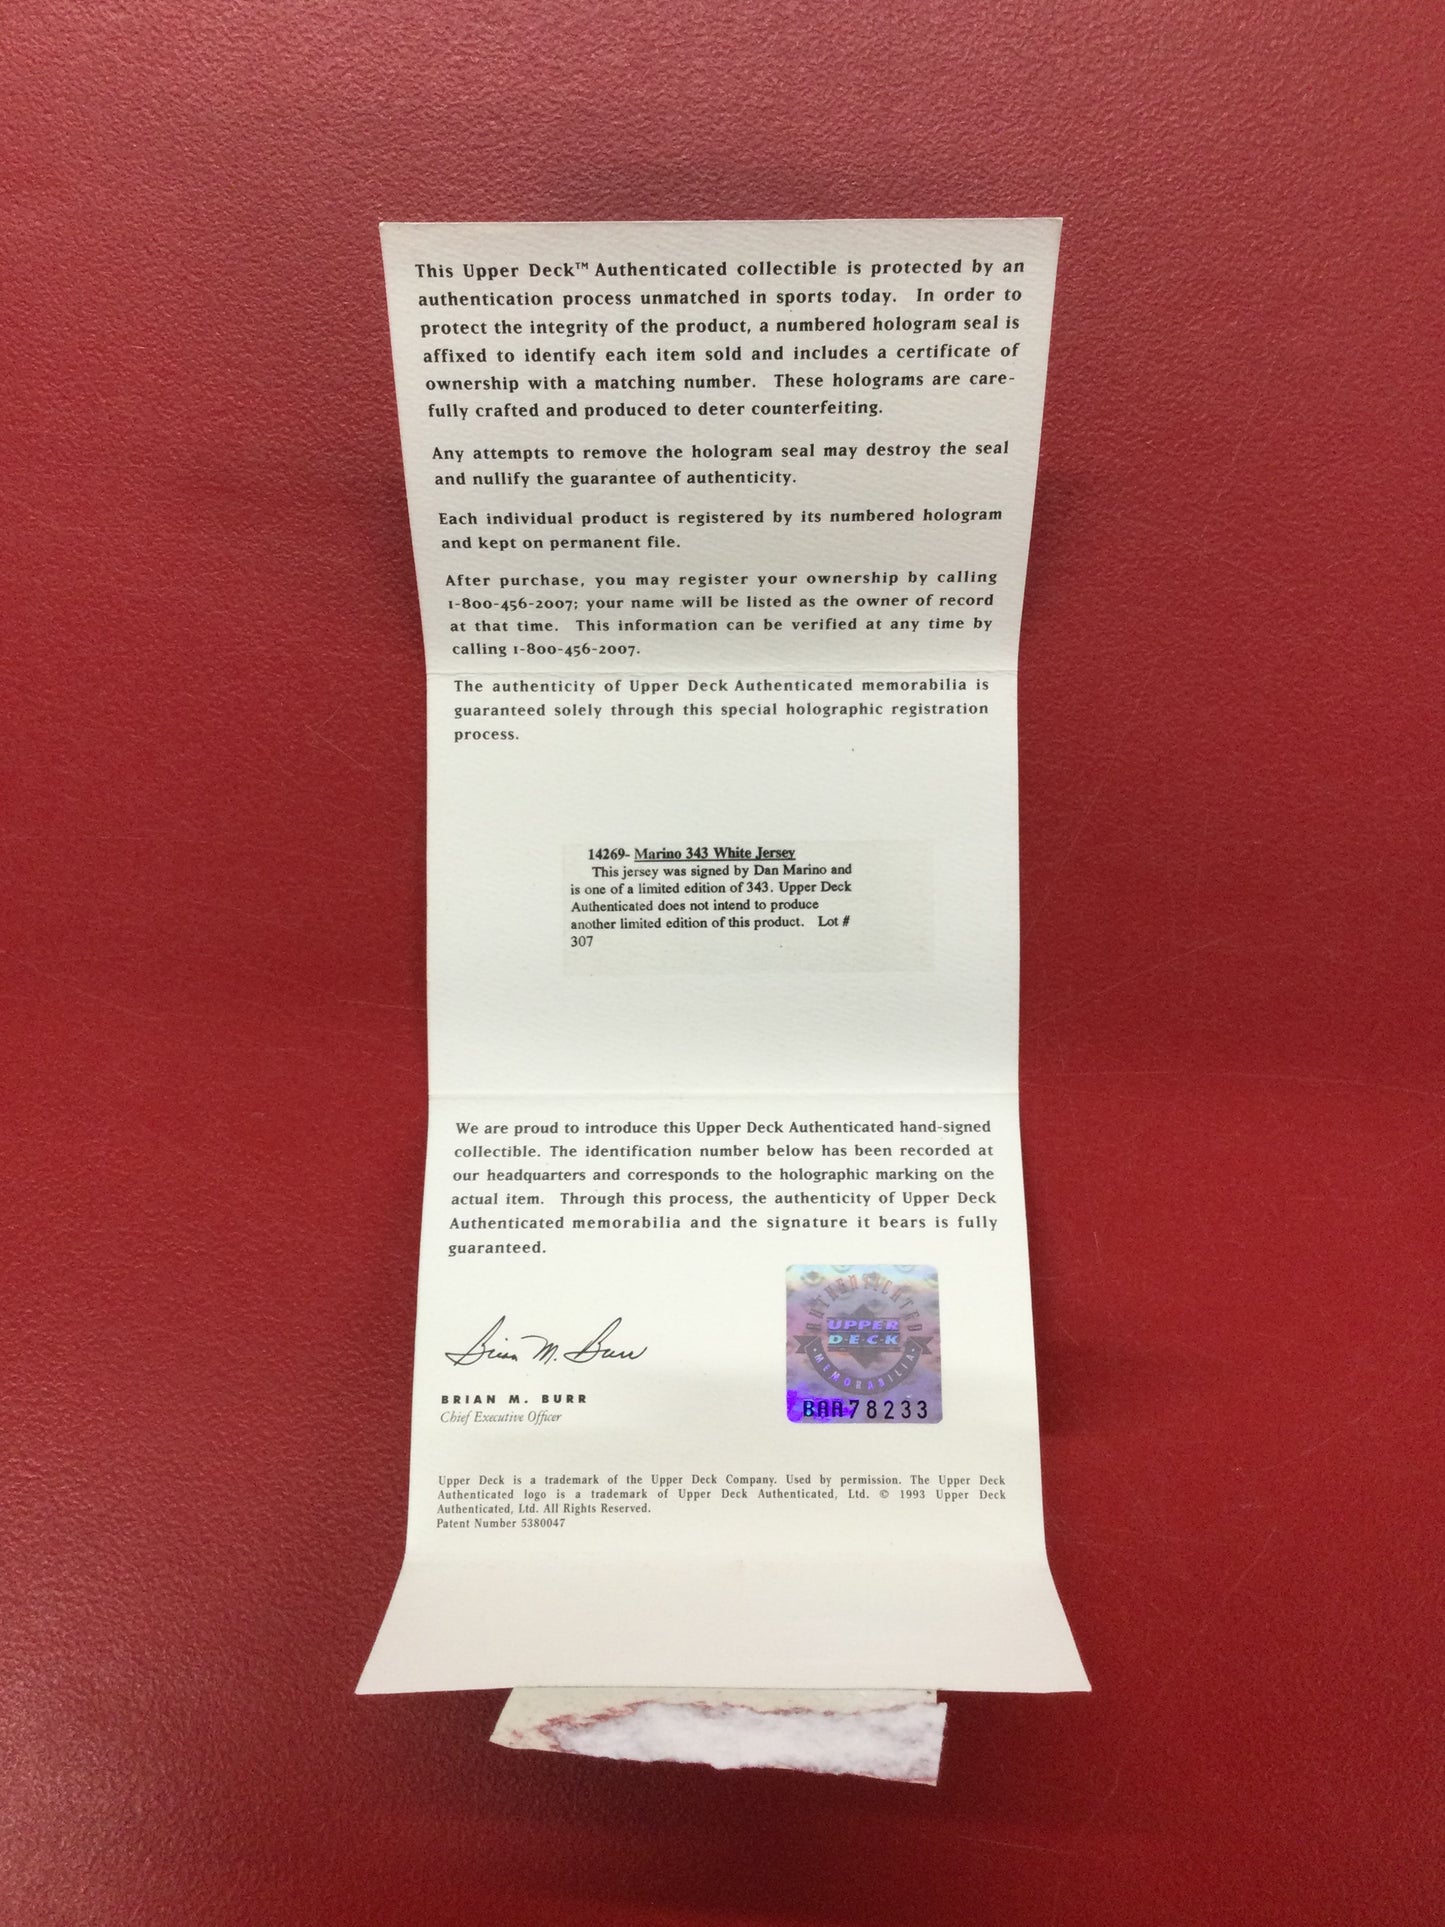 This Upper Deck™ Authenticated collectible is protected by an
authentication process unmatched in sports today. In order to
protect the integrity of the product, a numbered hologram seal is
affixed to identify each item sold and includes a certificate of
ownership with a matching number. These holograms are care-
fully crafted and produced to deter counterfeiting.
Any attempts to remove the hologram seal may destroy the seal
and nullify the guarantee of authenticity.
Each individual product is registered by its numbered hologram
and kept on permanent file.
After purchase, you may register your ownership by calling
1-800-456-2007; your name will be listed as the owner of record
at that time. This information can be verified at any time by
calling 1-800-456-2007.
The authenticity of Upper Deck Authenticated memorabilia is
guaranteed solely through this special holographic registration
process.
14269- Marino 343 White Jersey
This jersey was signed by Dan Marino and
is one of a limited edition of 343. Upper Deck
Authenticated does not intend to produce
another limited edition of this product. Lot #
307
We are proud to introduce this Upper Deck Authenticated hand-signed
collectible. The identification number below has been recorded at
our headquarters and corresponds to the holographic marking on the
actual item. Through this process, the authenticity of Upper Deck
Authenticated memorabilia and the signature it bears is fully
guaranteed.
AUTHENTICATED
UPPER
D·E·C·K
MEMORABILIA
BAA78233
Brian M. Burr
BRIAN M. BURR
Chief Executive Officer
Upper Deck is a trademark of the Upper Deck Company. Used by permission. The Upper Deck
Authenticated logo is a trademark of Upper Deck Authenticated, Ltd. © 1993 Upper Deck
Authenticated, Ltd. All Rights Reserved.
Patent Number 5380047